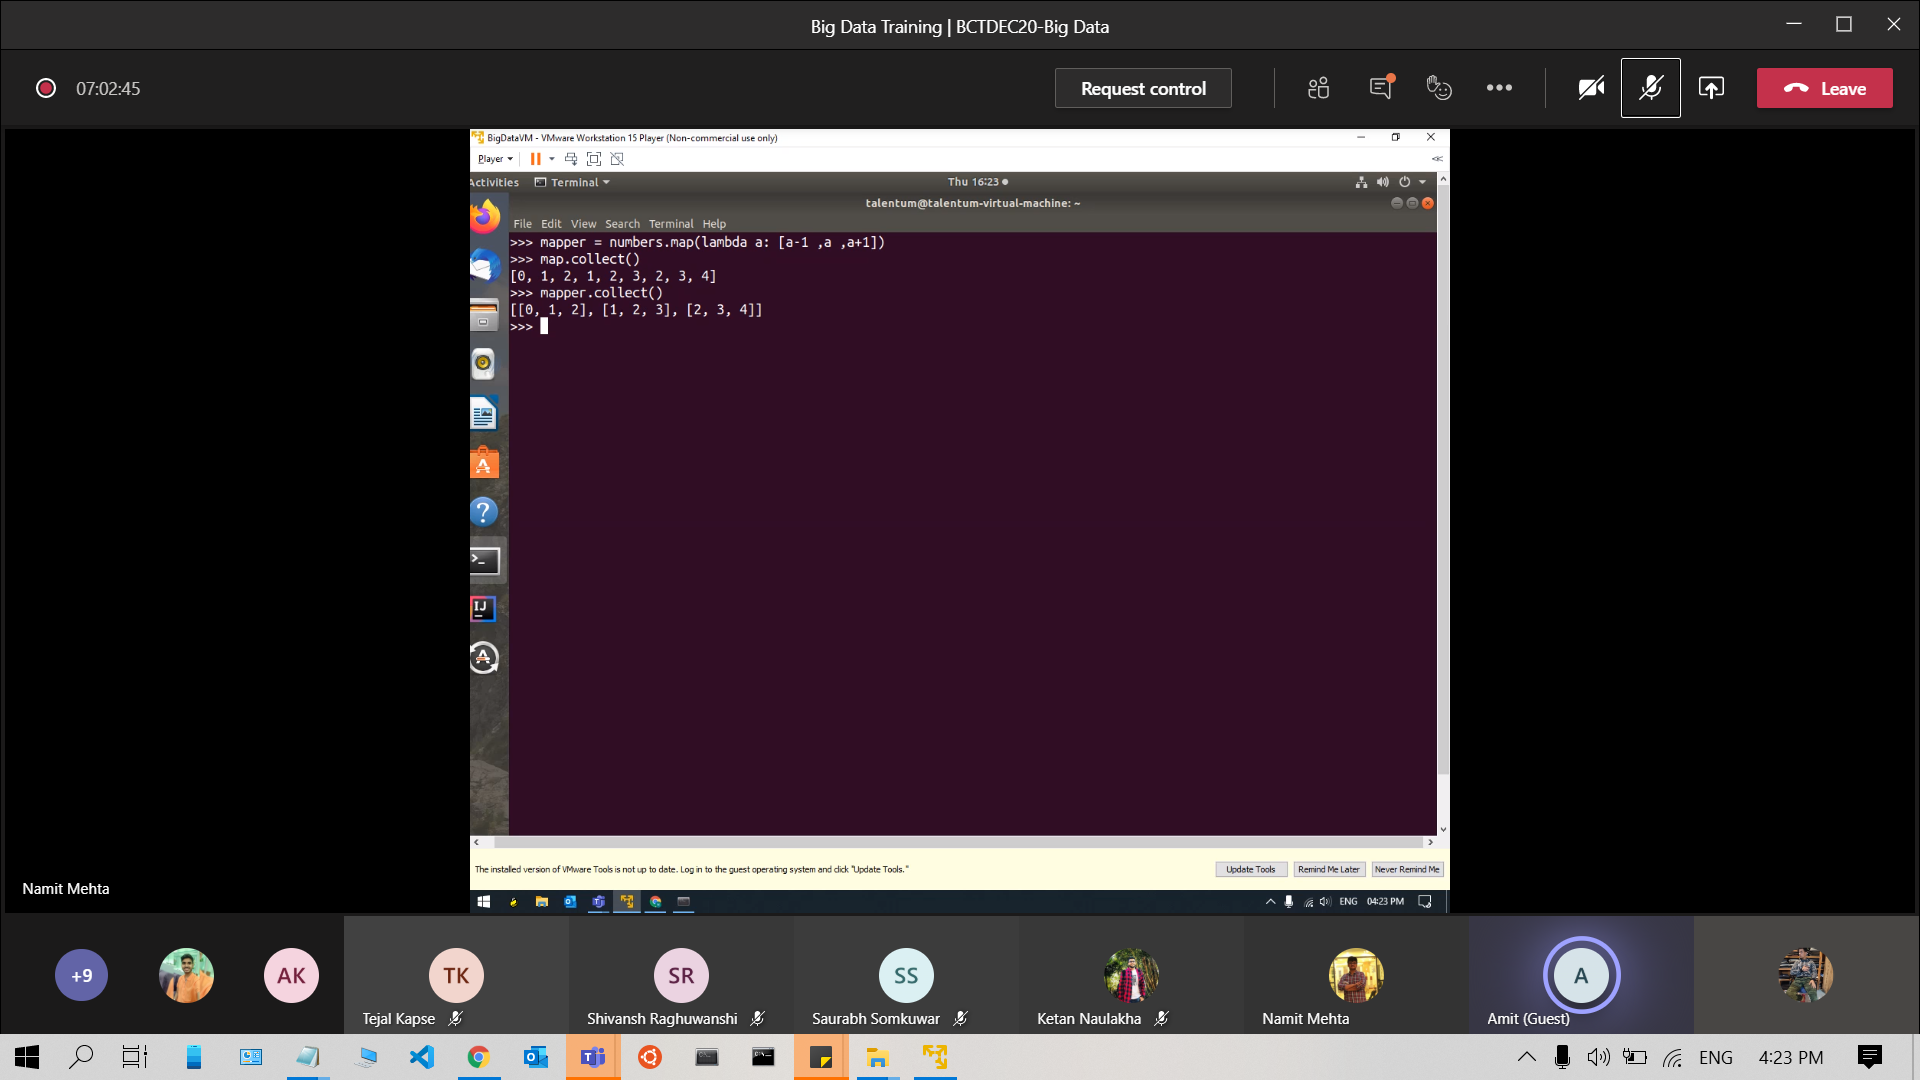 Big Data Training | BCTDEC20-Big Data
07:02:45
Request control
Leave
BigDataVM - VMware Workstation 15 Player (Non-commercial use only)
Player
Activities
Terminal
Thu 16:23
talentum@talentum-virtual-machine: ~
File Edit View Search Terminal Help
>>> mapper = numbers.map(lambda a: [a-1 ,a ,a+1])
>>> map.collect()
[0, 1, 2, 1, 2, 3, 2, 3, 4]
>>> mapper.collect()
[[0, 1, 2], [1, 2, 3], [2, 3, 4]]
>>>
The installed version of VMware Tools is not up to date. Log in to the guest operating system and click "Update Tools."
Update Tools
Remind Me Later
Never Remind Me
Namit Mehta
ENG
04:23 PM
+9
AK
TK
SR
SS
A
Tejal Kapse
Shivansh Raghuwanshi
Saurabh Somkuwar
Ketan Naulakha
Namit Mehta
Amit (Guest)
ENG
4:23 PM